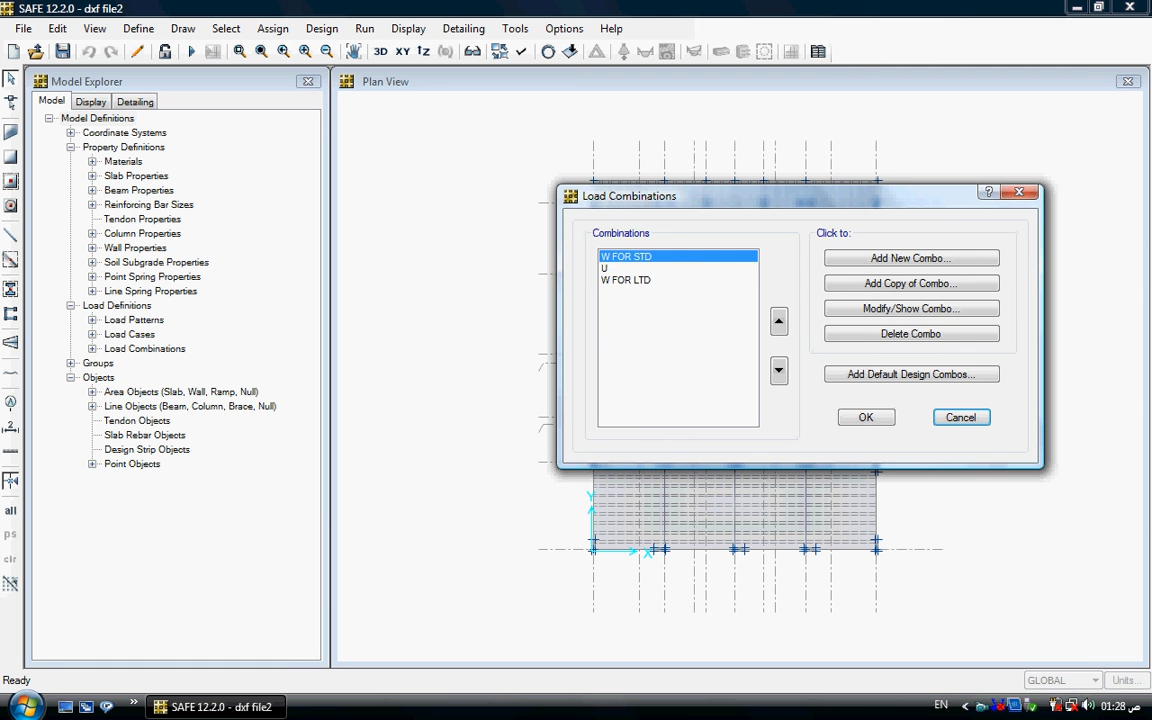 SAFE 12.2.0 - dxf file2
File Edit View Define Draw Select Assign Design Run Display Detailing Tools Options Help
3D XY
Model Explorer
Plan View
Model Display Detailing
Model Definitions
Coordinate Systems
Property Definitions
Materials
Slab Properties
Beam Properties
Reinforcing Bar Sizes
Tendon Properties
Column Properties
Wall Properties
Soil Subgrade Properties
Point Spring Properties
Line Spring Properties
Load Definitions
Load Patterns
Load Cases
Load Combinations
Groups
Objects
Area Objects (Slab, Wall, Ramp, Null)
Line Objects (Beam, Column, Brace, Null)
Tendon Objects
Slab Rebar Objects
Design Strip Objects
Point Objects
all
ps
clr
Load Combinations
Combinations
W FOR STD
U
W FOR LTD
Click to:
Add New Combo...
Add Copy of Combo...
Modify/Show Combo...
Delete Combo
Add Default Design Combos...
OK
Cancel
Y
X
Ready
GLOBAL
Units...
SAFE 12.2.0 - dxf file2
EN
01:28 ص